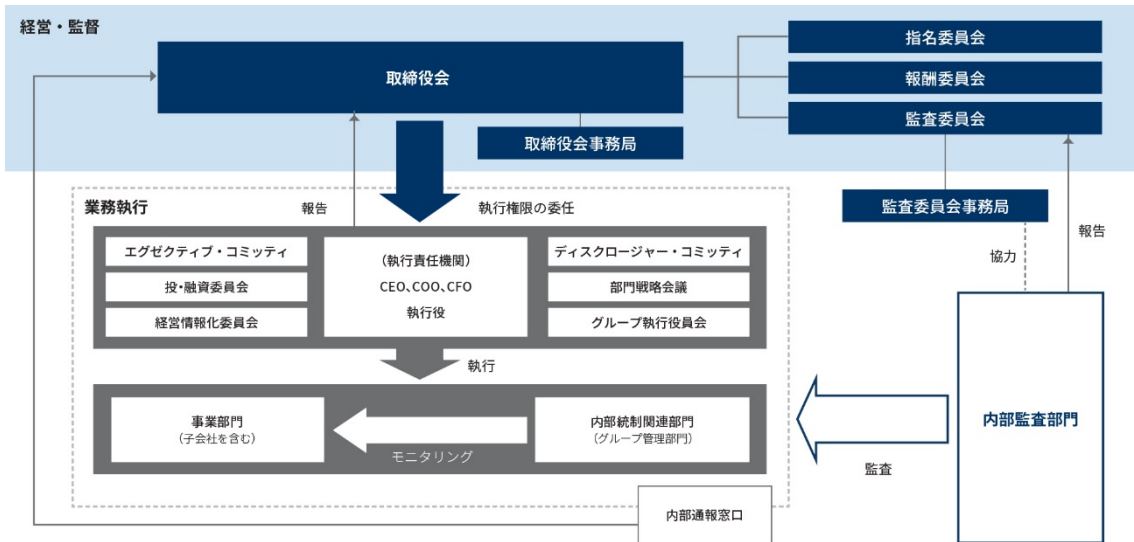 経営・監督
取締役会
指名委員会
報酬委員会
監査委員会
取締役会事務局
監査委員会事務局
業務執行
報告
執行権限の委任
報告
協力
エグゼクティブ・コミッティ
投・融資委員会
経営情報化委員会
(執行責任機関)
CEO、COO、CFO
執行役
ディスクロージャー・コミッティ
部門戦略会議
グループ執行役員会
執行
事業部門
(子会社を含む)
モニタリング
内部統制関連部門
(グループ管理部門)
監査
内部監査部門
内部通報窓口